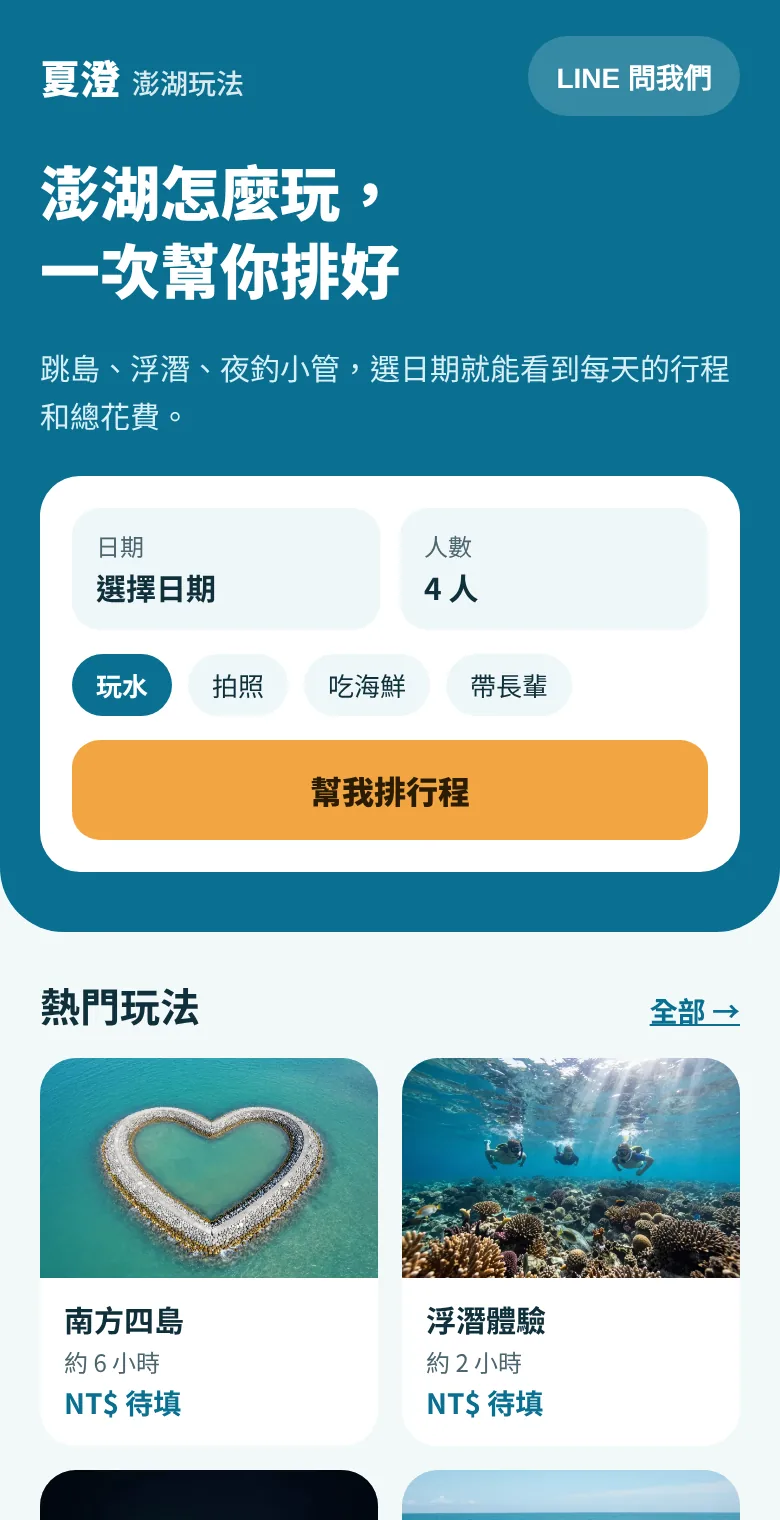 夏澄 澎湖玩法
LINE 問我們
澎湖怎麼玩，
一次幫你排好
跳島、浮潛、夜釣小管，選日期就能看到每天的行程
和總花費。
日期
選擇日期
人數
4 人
玩水
拍照
吃海鮮
帶長輩
幫我排行程
熱門玩法
全部 →
南方四島
約 6 小時
NT$ 待填
浮潛體驗
約 2 小時
NT$ 待填